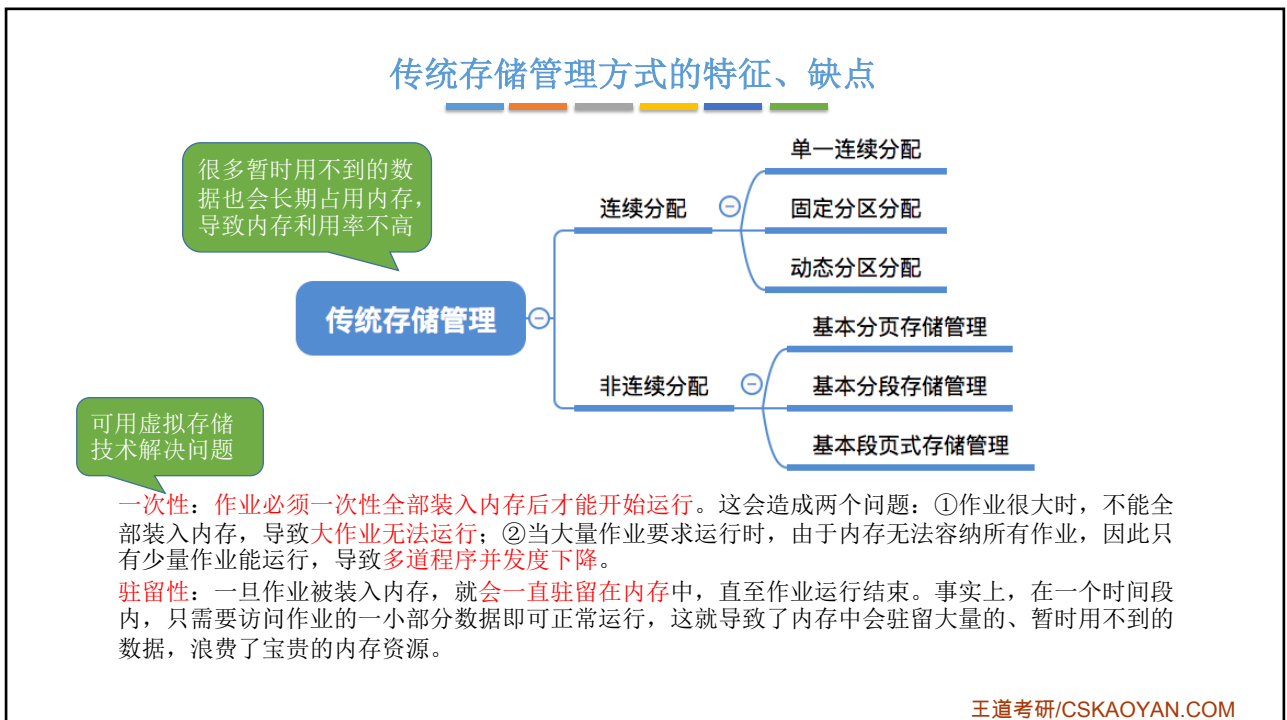 传统存储管理方式的特征、缺点
很多暂时用不到的数
据也会长期占用内存，
导致内存利用率不高
传统存储管理
连续分配
单一连续分配
固定分区分配
动态分区分配
非连续分配
基本分页存储管理
基本分段存储管理
基本段页式存储管理
可用虚拟存储
技术解决问题
一次性：作业必须一次性全部装入内存后才能开始运行。这会造成两个问题：①作业很大时，不能全
部装入内存，导致大作业无法运行；②当大量作业要求运行时，由于内存无法容纳所有作业，因此只
有少量作业能运行，导致多道程序并发度下降。
驻留性：一旦作业被装入内存，就会一直驻留在内存中，直至作业运行结束。事实上，在一个时间段
内，只需要访问作业的一小部分数据即可正常运行，这就导致了内存中会驻留大量的、暂时用不到的
数据，浪费了宝贵的内存资源。
王道考研/CSKAOYAN.COM